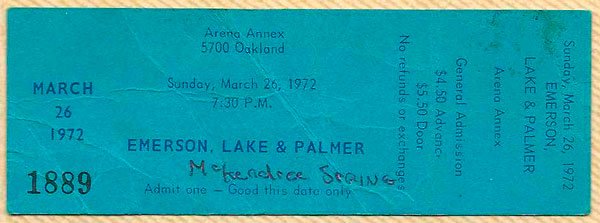 Arena Annex
5700 Oakland
Sunday, March 26, 1972
7:30 P.M.
MARCH
26
1972
EMERSON, LAKE & PALMER
McKendree SPRING
Admit one - Good this date only
1889
General Admission
$4.50 Advance
$5.50 Door
No refunds or exchanges
Sunday, March 26, 1972
EMERSON,
LAKE & PALMER
Arena Annex